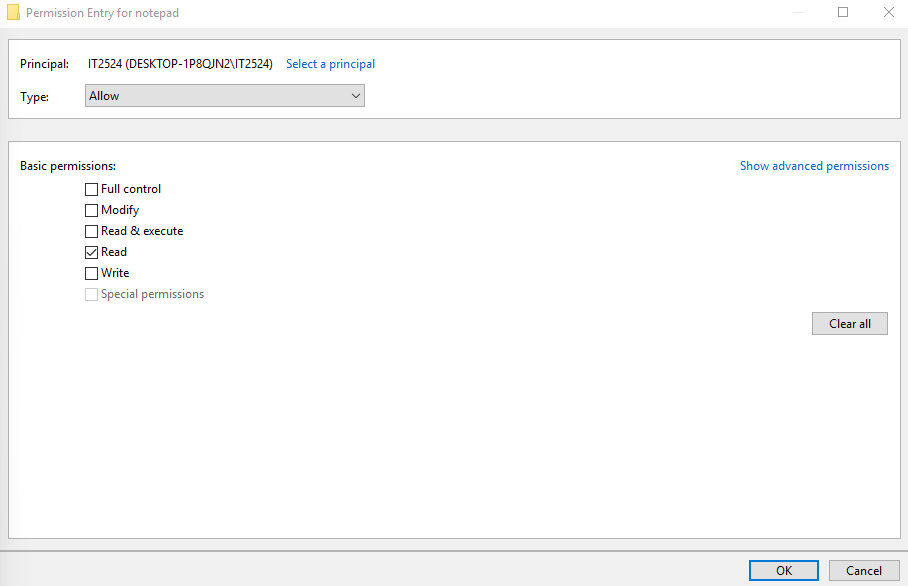 Permission Entry for notepad
Principal: IT2524 (DESKTOP-1P8QJN2\IT2524) Select a principal
Type: Allow
Basic permissions: Show advanced permissions
Full control
Modify
Read & execute
Read
Write
Special permissions
Clear all
OK Cancel